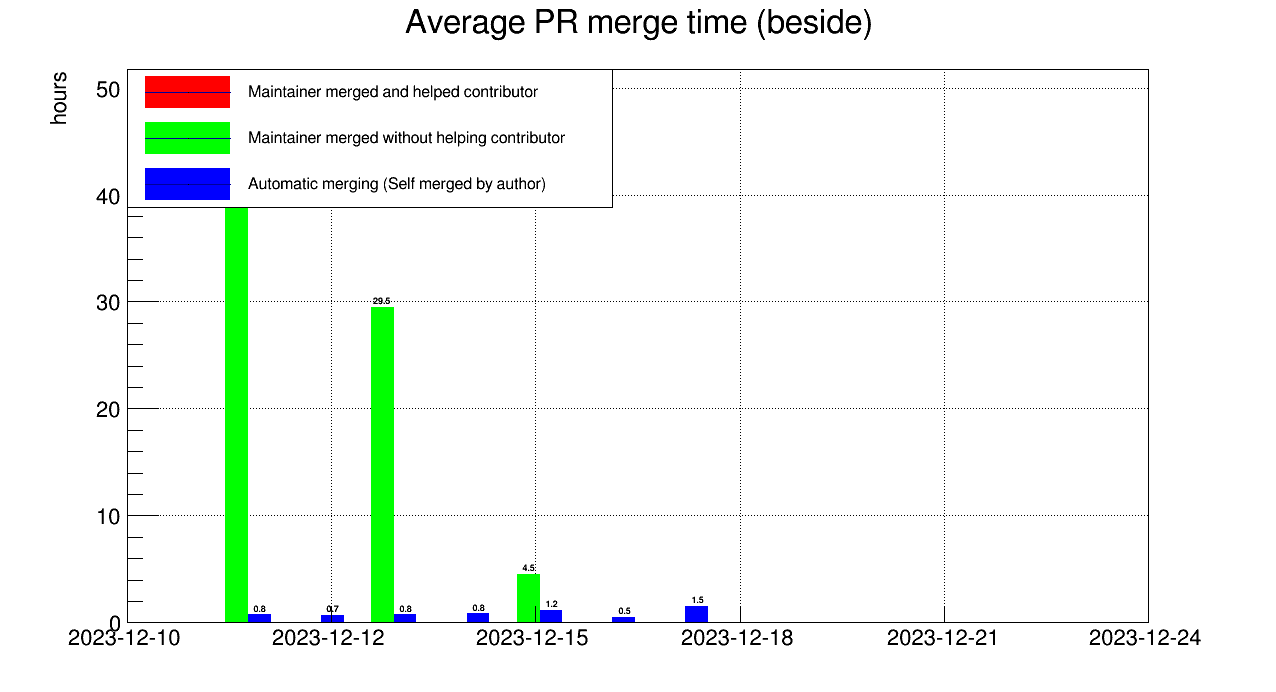 Average PR merge time (beside)
hours
50
40
30
20
10
0
Maintainer merged and helped contributor
Maintainer merged without helping contributor
Automatic merging (Self merged by author)
0.8
0.7
29.5
0.8
0.8
4.5
1.2
0.5
1.5
2023-12-10 2023-12-12 2023-12-15 2023-12-18 2023-12-21 2023-12-24